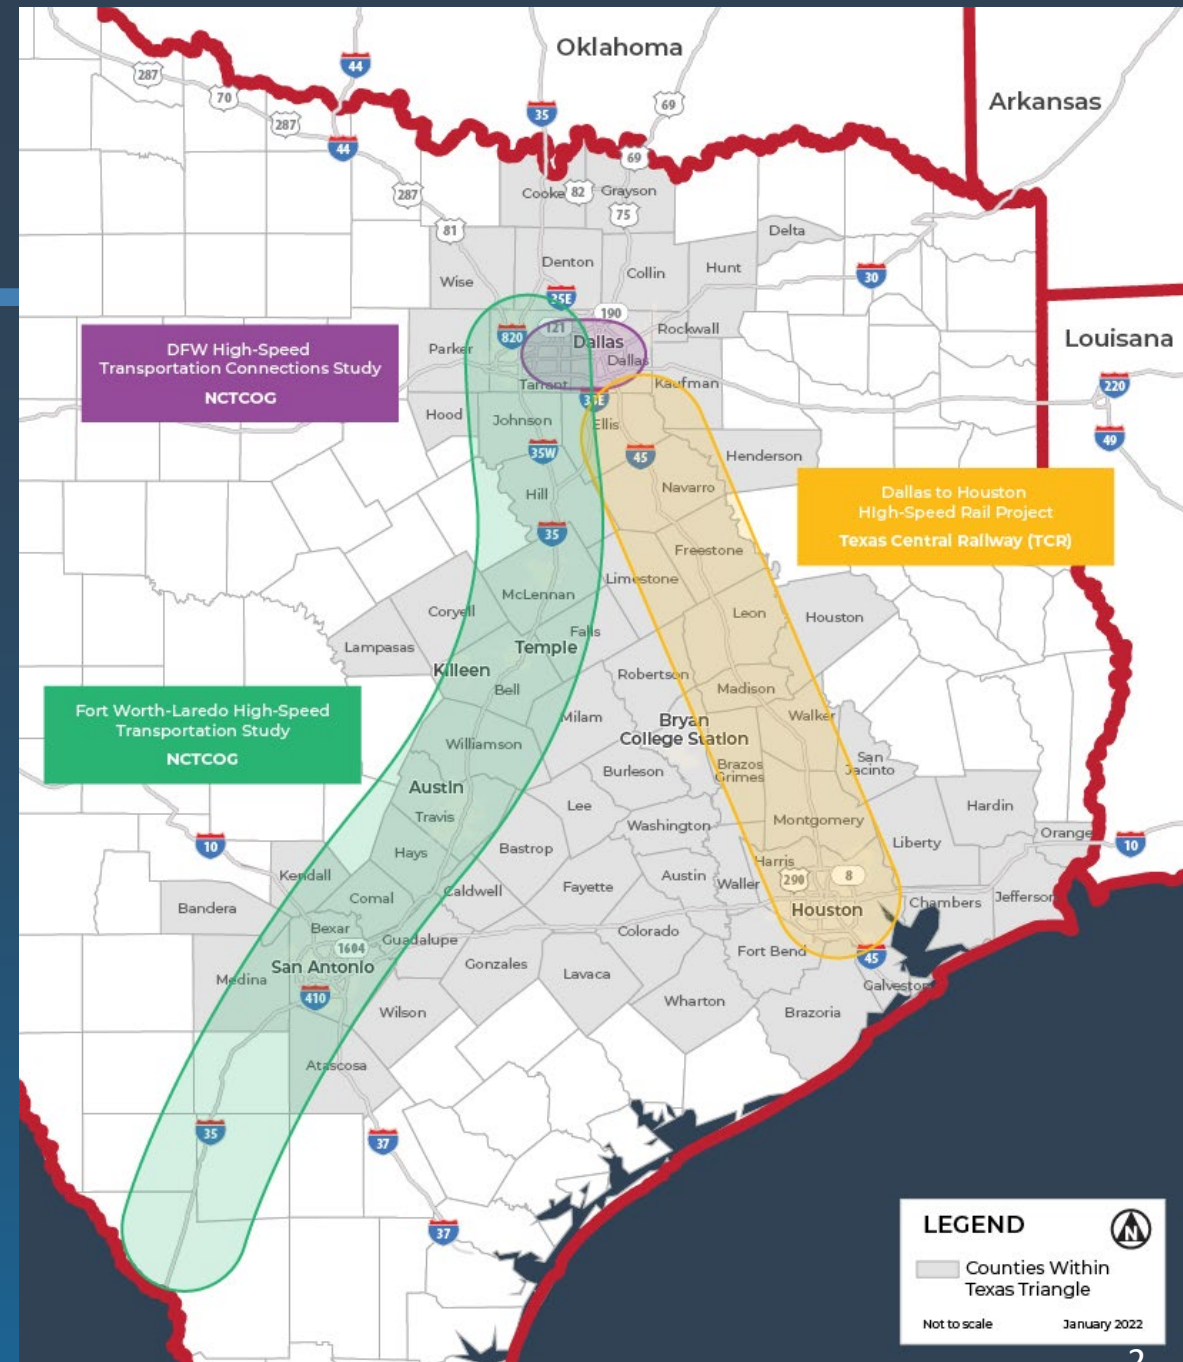 Oklahoma
Arkansas
Louisiana
44
287
70
287
44
35
69
69
287
81
Cooke
82
Grayson
75
Delta
Wise
Denton
Collin
Hunt
30
35E
190
820
121
Dallas
Rockwall
Parker
Dallas
Tarrant
Kaufman
35E
220
49
DFW High-Speed
Transportation Connections Study
NCTCOG
Hood
Johnson
Ellis
35W
45
Henderson
Hill
Navarro
35
Dallas to Houston
High-Speed Rail Project
Texas Central Railway (TCR)
Freestone
Limestone
McLennan
Coryell
Leon
Houston
Falls
Lampasas
Temple
Killeen
Robertson
Bell
Madison
Milam
Walker
Bryan
College Station
Fort Worth-Laredo High-Speed
Transportation Study
NCTCOG
Williamson
San
Jacinto
Brazos
Grimes
Burleson
Austin
Lee
Hardin
Travis
Washington
Montgomery
Orange
10
10
Hays
Bastrop
Liberty
Harris
Kendall
Austin
290
8
Waller
Caldwell
Fayette
Comal
Bandera
Houston
Chambers
Jefferson
Bexar
Colorado
1604
Guadalupe
Fort Bend
45
San Antonio
Gonzales
Lavaca
Medina
410
Galveston
Wharton
Wilson
Brazoria
Atascosa
35
37
37
LEGEND
N
Counties Within
Texas Triangle
Not to scale
January 2022
2